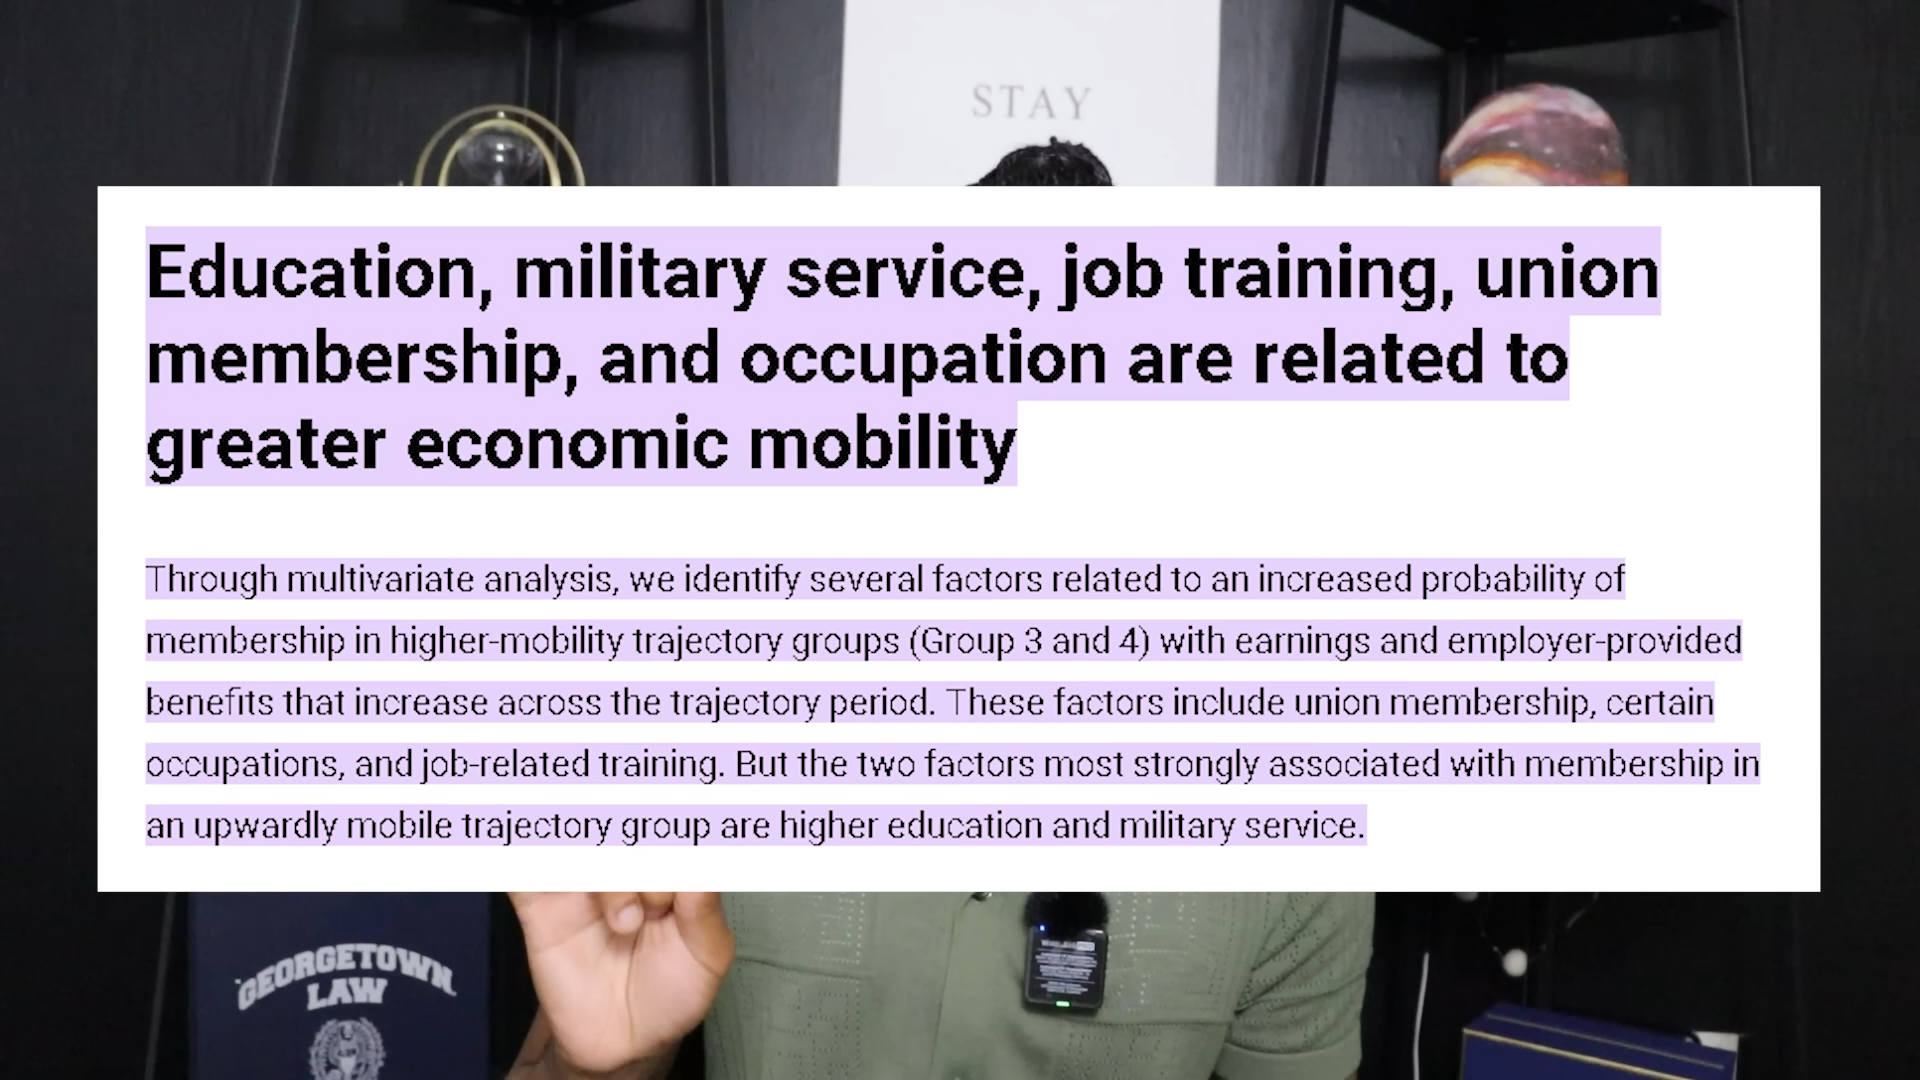 STAY
Education, military service, job training, union
membership, and occupation are related to
greater economic mobility
Through multivariate analysis, we identify several factors related to an increased probability of
membership in higher-mobility trajectory groups (Group 3 and 4) with earnings and employer-provided
benefits that increase across the trajectory period. These factors include union membership, certain
occupations, and job-related training. But the two factors most strongly associated with membership in
an upwardly mobile trajectory group are higher education and military service.
GEORGETOWN
LAW